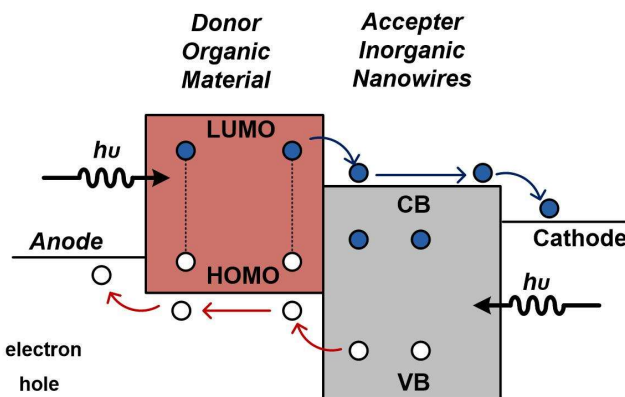 Donor
Organic
Material
Accepter
Inorganic
Nanowires
LUMO
hυ
CB
Anode
Cathode
HOMO
hυ
electron
hole
VB